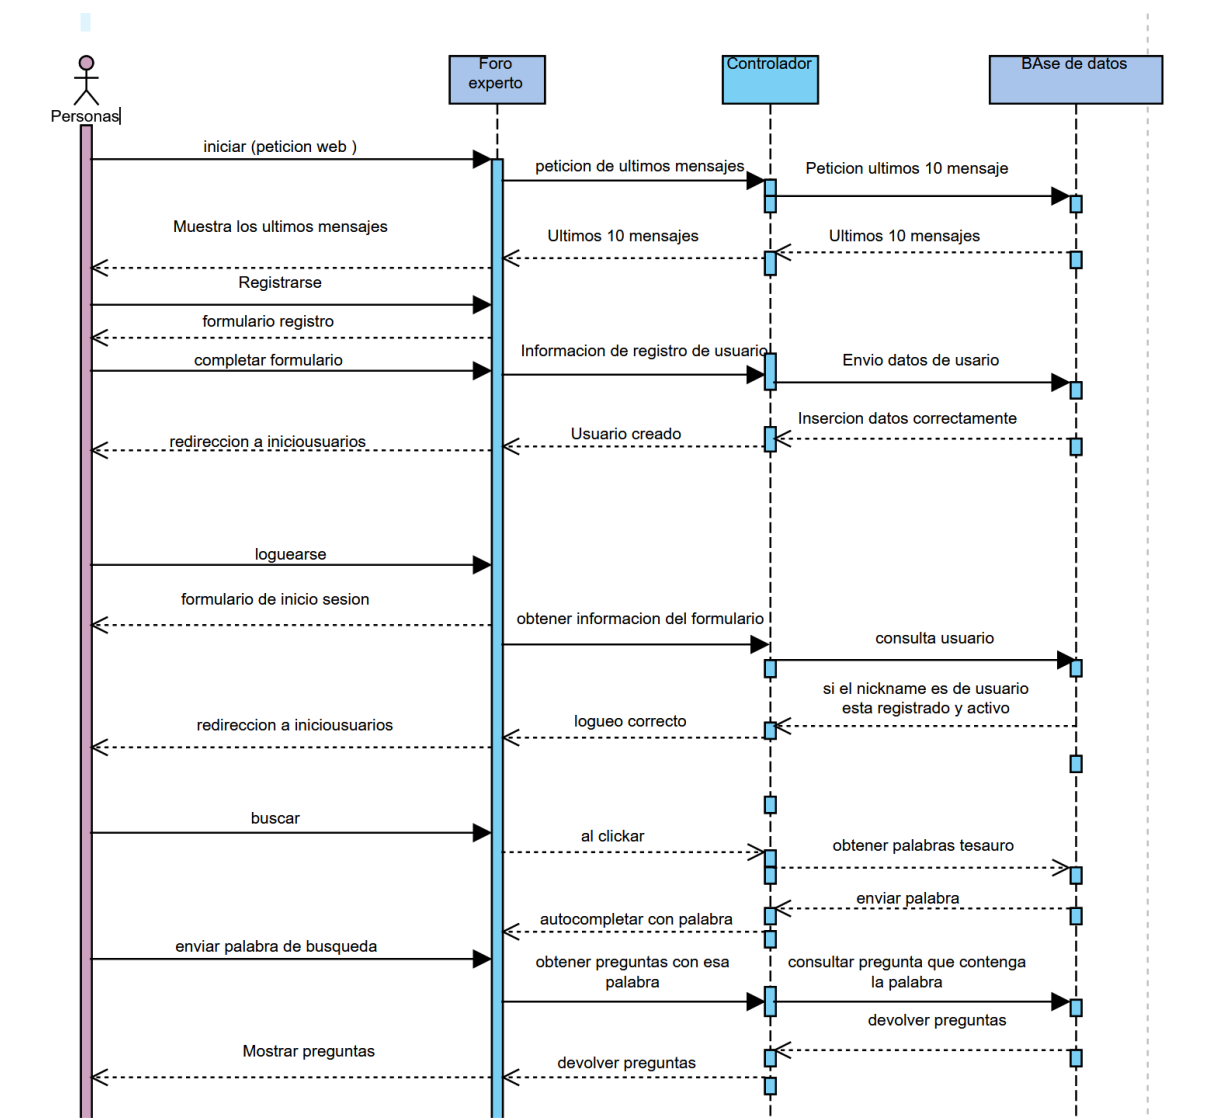 Foro
experto
Controlador
BAse de datos
Personas
iniciar (peticion web )
peticion de ultimos mensajes
Peticion ultimos 10 mensaje
Muestra los ultimos mensajes
Ultimos 10 mensajes
Ultimos 10 mensajes
Registrarse
formulario registro
completar formulario
Informacion de registro de usuario
Envio datos de usario
redireccion a iniciousuarios
Usuario creado
Insercion datos correctamente
loguearse
formulario de inicio sesion
obtener informacion del formulario
consulta usuario
si el nickname es de usuario
esta registrado y activo
redireccion a iniciousuarios
logueo correcto
buscar
al clickar
obtener palabras tesauro
enviar palabra
autocompletar con palabra
enviar palabra de busqueda
obtener preguntas con esa
palabra
consultar pregunta que contenga
la palabra
devolver preguntas
Mostrar preguntas
devolver preguntas